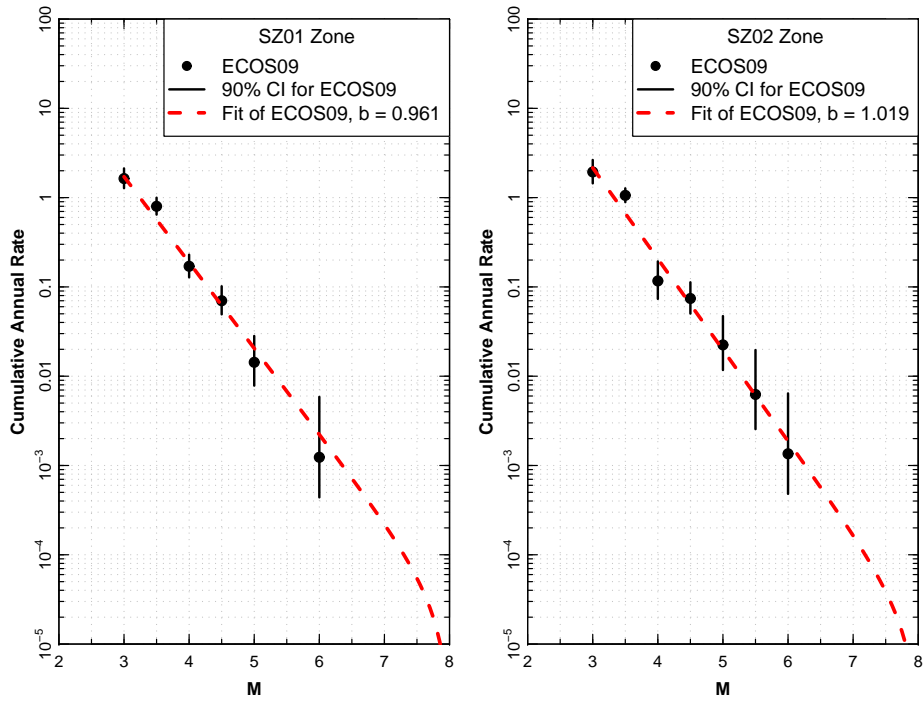 SZ01 Zone
ECOS09
90% CI for ECOS09
Fit of ECOS09, b = 0.961
Cumulative Annual Rate
100
10
1
0.1
0.01
10⁻³
10⁻⁴
10⁻⁵
2 3 4 5 6 7 8
M
SZ02 Zone
ECOS09
90% CI for ECOS09
Fit of ECOS09, b = 1.019
Cumulative Annual Rate
100
10
1
0.1
0.01
10⁻³
10⁻⁴
10⁻⁵
2 3 4 5 6 7 8
M